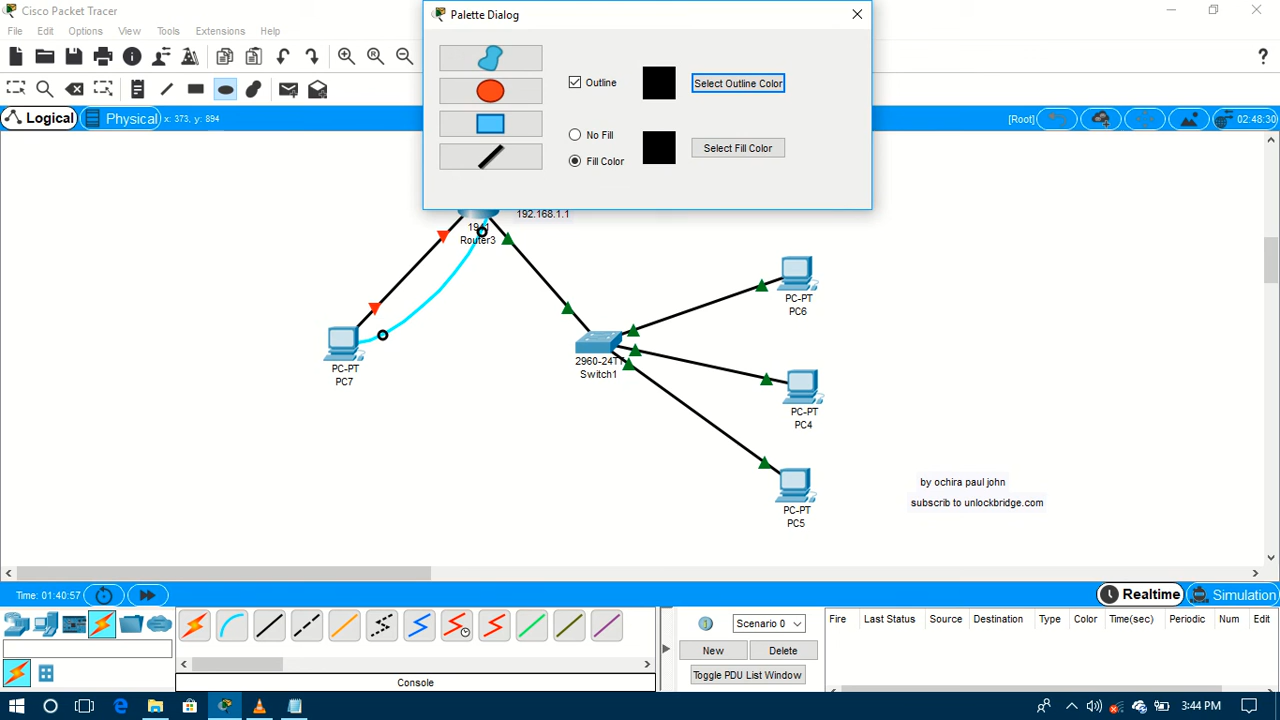 Cisco Packet Tracer
Palette Dialog
File Edit Options View Tools Extensions Help
Outline
Select Outline Color
No Fill
Fill Color
Select Fill Color
Logical
Physical
x: 373, y: 894
[Root]
02:48:30
192.168.1.1
Router3
PC-PT
PC6
PC-PT
PC7
Switch1
PC-PT
PC4
PC-PT
PC5
by ochira paul john
subscrib to unlockbridge.com
Time: 01:40:57
Realtime
Simulation
Scenario 0
New
Delete
Toggle PDU List Window
Fire Last Status Source Destination Type Color Time(sec) Periodic Num Edit
Console
3:44 PM